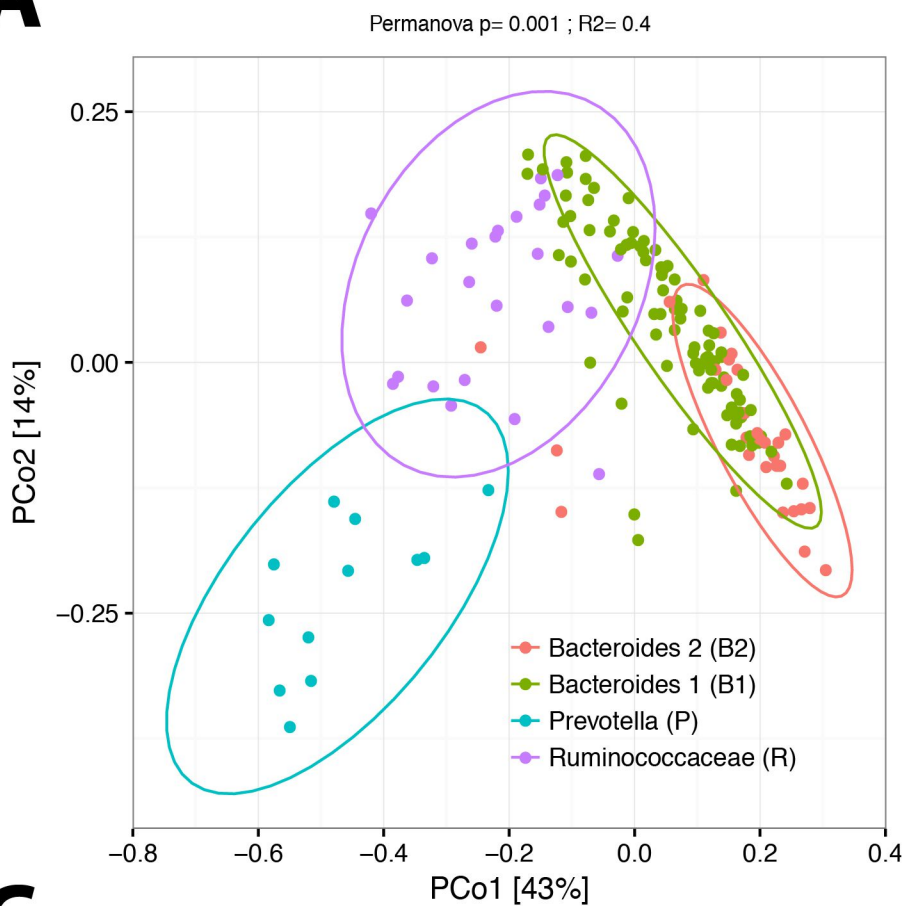 A
Permanova p= 0.001 ; R2= 0.4
0.25
0.00
−0.25
PCo2 [14%]
Bacteroides 2 (B2)
Bacteroides 1 (B1)
Prevotella (P)
Ruminococcaceae (R)
−0.8 −0.6 −0.4 −0.2 0.0 0.2 0.4
PCo1 [43%]